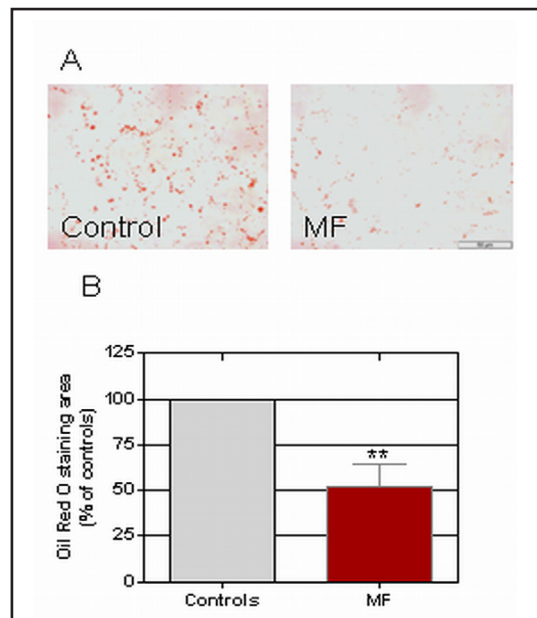 A
Control
MF
B
Oil Red O staining area
(% of controls)
125
100
75
50
25
0
**
Controls
MF